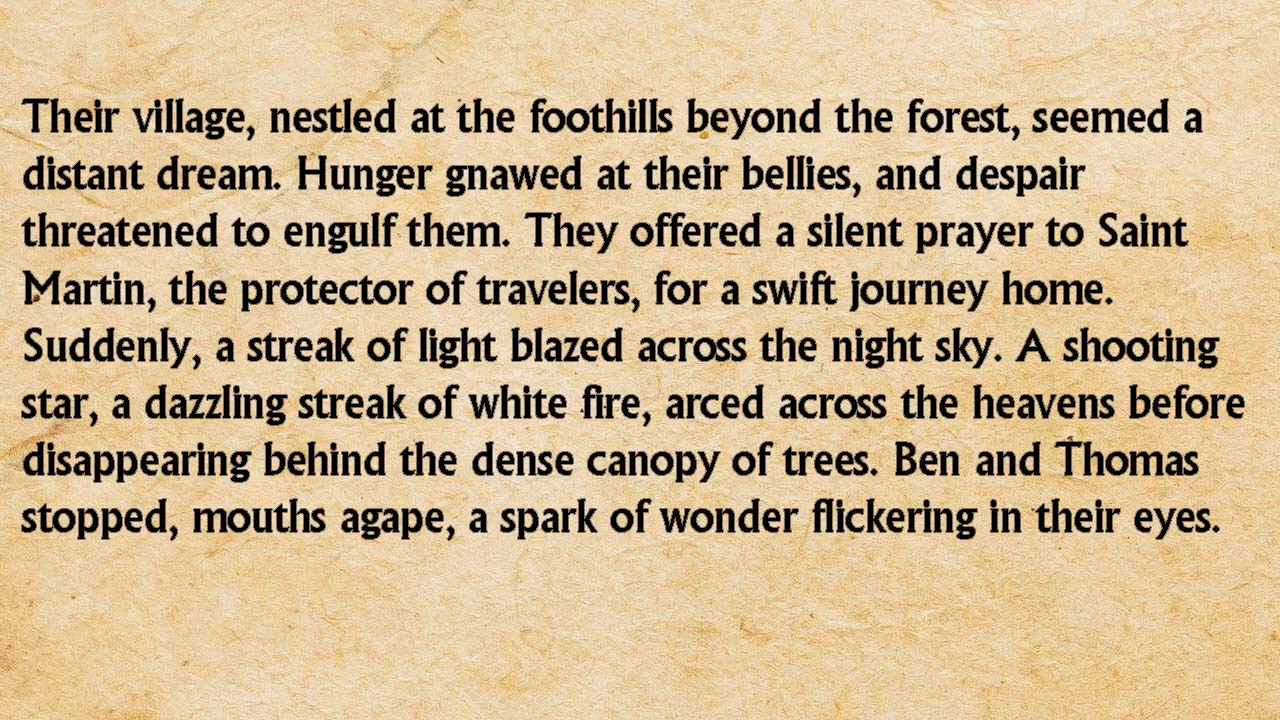 Their village, nestled at the foothills beyond the forest, seemed a
distant dream. Hunger gnawed at their bellies, and despair
threatened to engulf them. They offered a silent prayer to Saint
Martin, the protector of travelers, for a swift journey home.
Suddenly, a streak of light blazed across the night sky. A shooting
star, a dazzling streak of white fire, arced across the heavens before
disappearing behind the dense canopy of trees. Ben and Thomas
stopped, mouths agape, a spark of wonder flickering in their eyes.